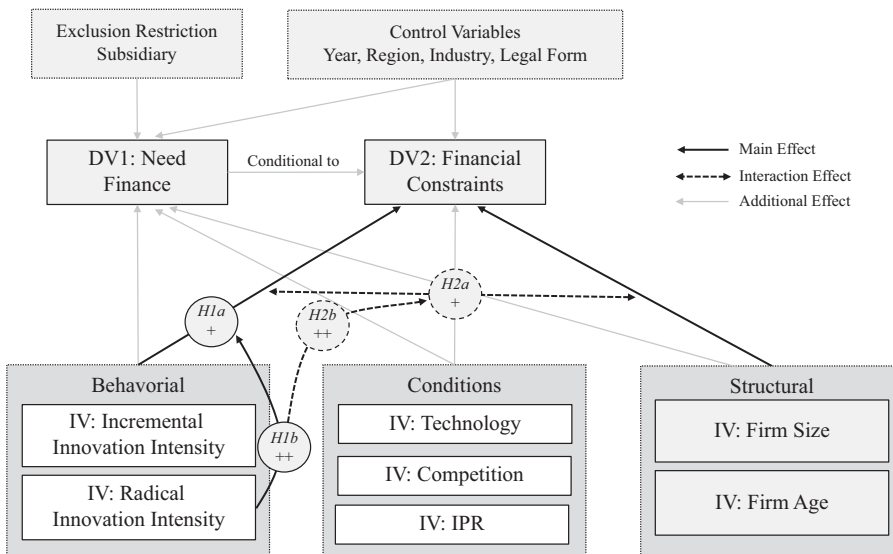 Exclusion Restriction
Subsidiary
Control Variables
Year, Region, Industry, Legal Form
DV1: Need
Finance
Conditional to
DV2: Financial
Constraints
Main Effect
Interaction Effect
Additional Effect
H1a
+
H2b
++
H2a
+
Behavorial
IV: Incremental
Innovation Intensity
IV: Radical
Innovation Intensity
H1b
++
Conditions
IV: Technology
IV: Competition
IV: IPR
Structural
IV: Firm Size
IV: Firm Age